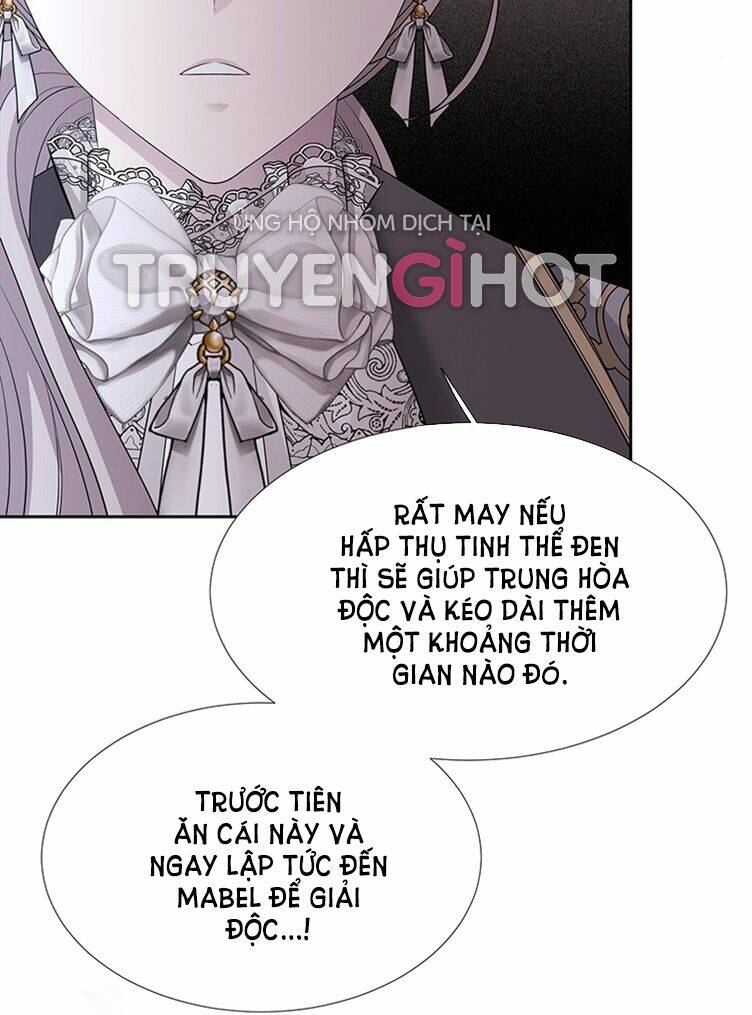 ỦNG HỘ NHÓM DỊCH TẠI
TRUYENGÌHOT
RẤT MAY NẾU
HẤP THỤ TINH THỂ ĐEN
THÌ SẼ GIÚP TRUNG HÒA
ĐỘC VÀ KÉO DÀI THÊM
MỘT KHOẢNG THỜI
GIAN NÀO ĐÓ.
TRƯỚC TIÊN
ĂN CÁI NÀY VÀ
NGAY LẬP TỨC ĐẾN
MABEL ĐỂ GIẢI
ĐỘC...!